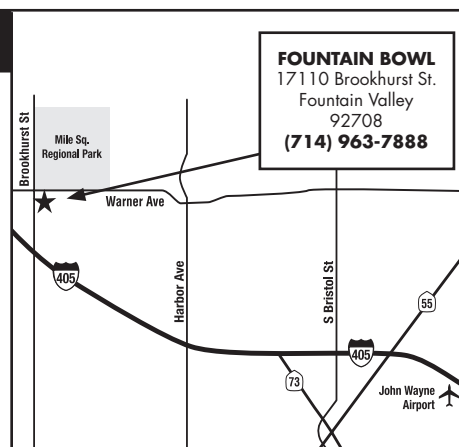 FOUNTAIN BOWL
17110 Brookhurst St.
Fountain Valley
92708
(714) 963-7888
Brookhurst St
Mile Sq.
Regional Park
Warner Ave
405
Harbor Ave
S Bristol St
55
405
73
John Wayne
Airport